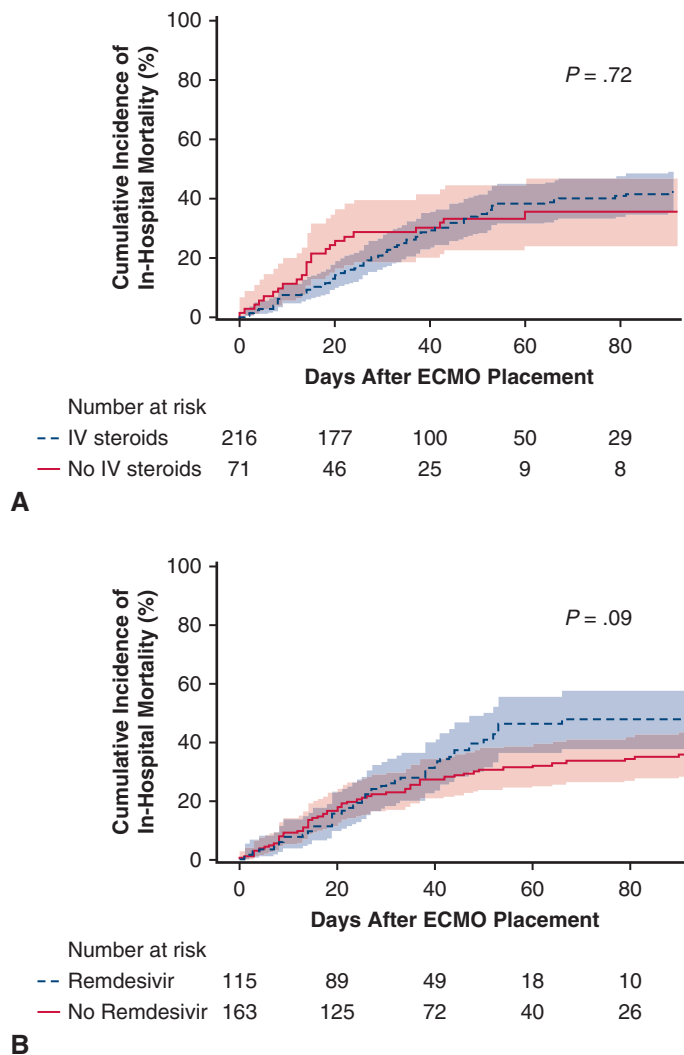 100
80
60
40
20
0
Cumulative Incidence of
In-Hospital Mortality (%)
P = .72
0 20 40 60 80
Days After ECMO Placement
Number at risk
IV steroids 216 177 100 50 29
No IV steroids 71 46 25 9 8
A
100
80
60
40
20
0
Cumulative Incidence of
In-Hospital Mortality (%)
P = .09
0 20 40 60 80
Days After ECMO Placement
Number at risk
Remdesivir 115 89 49 18 10
No Remdesivir 163 125 72 40 26
B